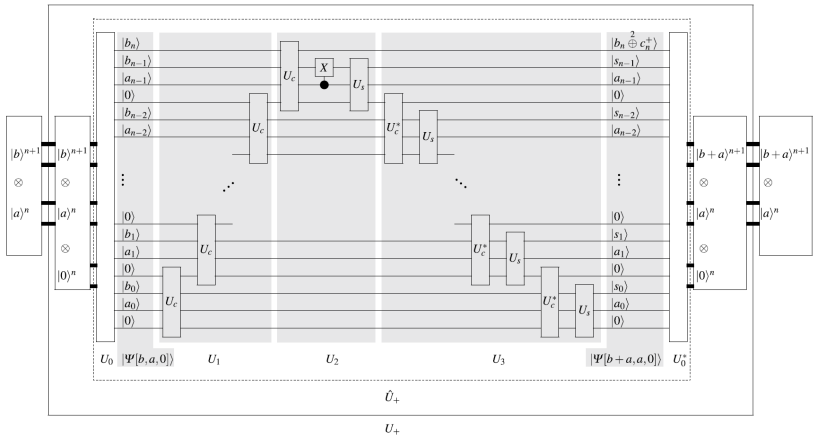 |b_n⟩ |b_n ⊕^2 c_n^+⟩
|b_{n−1}⟩ X |s_{n−1}⟩
U_c
|a_{n−1}⟩ U_s |a_{n−1}⟩
|0⟩ |0⟩
|b_{n−2}⟩ U_c U_c^* U_s |s_{n−2}⟩
|a_{n−2}⟩ |a_{n−2}⟩
|b⟩^{n+1} |b⟩^{n+1} |b+a⟩^{n+1} |b+a⟩^{n+1}
⊗ ⊗ ⋮ ⋰ ⋱ ⋮ ⊗ ⊗
|a⟩^n |a⟩^n |0⟩ |0⟩ |a⟩^n |a⟩^n
|b_1⟩ U_c U_c^* |s_1⟩
⊗ |a_1⟩ U_s |a_1⟩ ⊗
|0⟩^n |0⟩ |0⟩ |0⟩^n
|b_0⟩ U_c U_c^* |s_0⟩
|a_0⟩ U_s |a_0⟩
|0⟩ |0⟩
U_0 |Ψ[b,a,0]⟩ U_1 U_2 U_3 |Ψ[b+a,a,0]⟩ U_0^*
Û_+
U_+